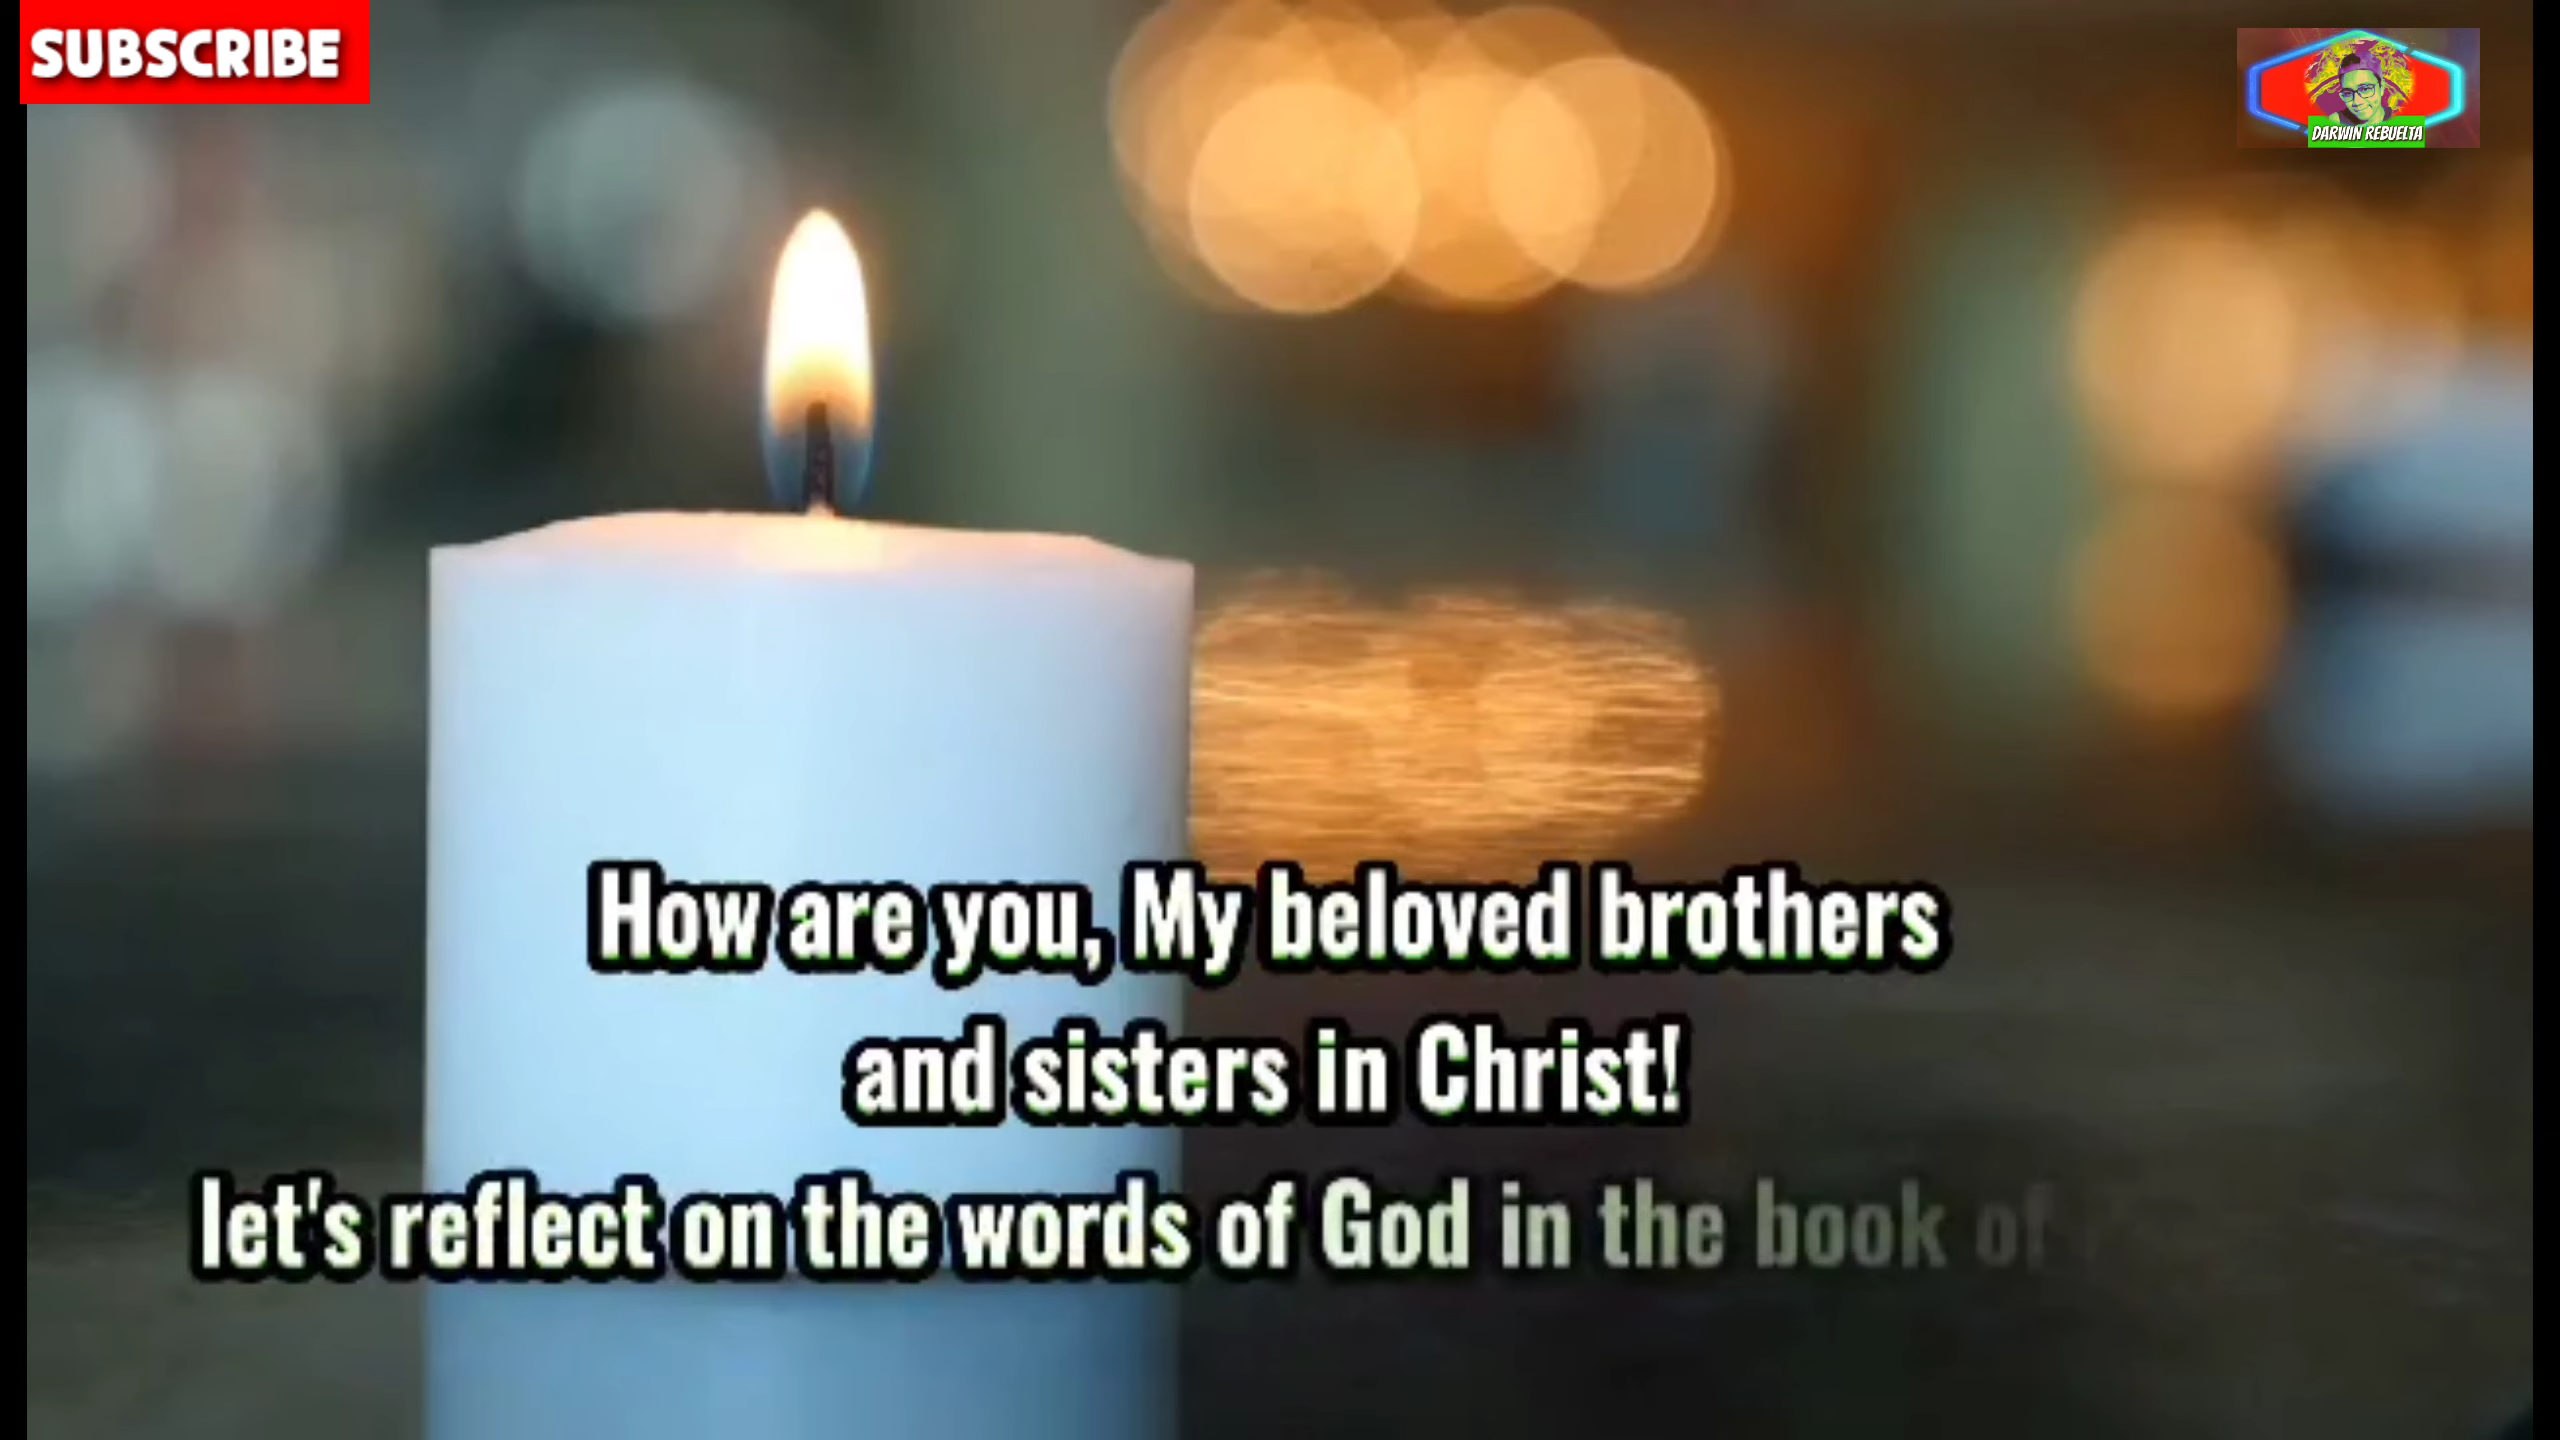 SUBSCRIBE
DARWIN REBUELTA
How are you, My beloved brothers
and sisters in Christ!
let's reflect on the words of God in the book of